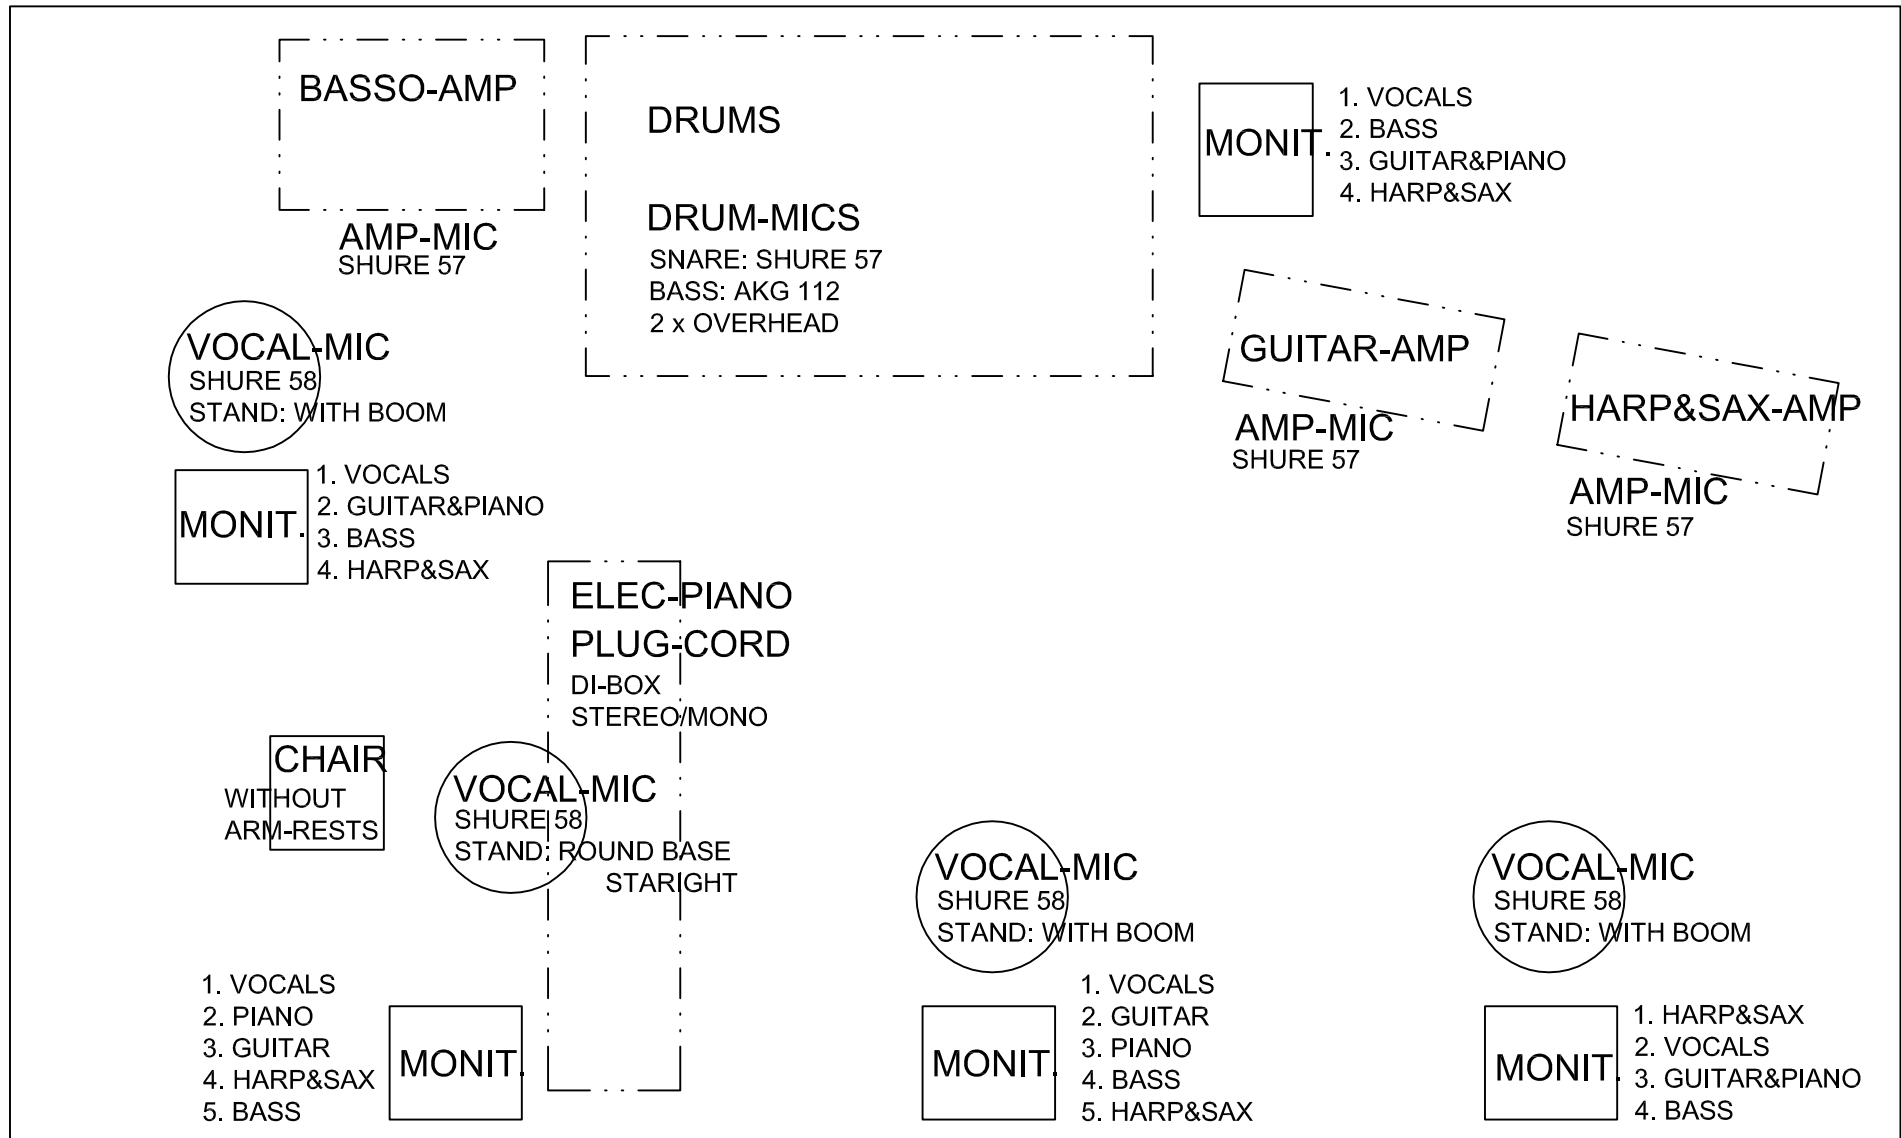 BASSO-AMP
AMP-MIC
SHURE 57
DRUMS
DRUM-MICS
SNARE: SHURE 57
BASS: AKG 112
2 x OVERHEAD
MONIT.
1. VOCALS
2. BASS
3. GUITAR&PIANO
4. HARP&SAX
GUITAR-AMP
AMP-MIC
SHURE 57
HARP&SAX-AMP
AMP-MIC
SHURE 57
VOCAL-MIC
SHURE 58
STAND: WITH BOOM
MONIT.
1. VOCALS
2. GUITAR&PIANO
3. BASS
4. HARP&SAX
ELEC-PIANO
PLUG-CORD
DI-BOX
STEREO/MONO
CHAIR
WITHOUT
ARM-RESTS
VOCAL-MIC
SHURE 58
STAND: ROUND BASE
STARIGHT
1. VOCALS
2. PIANO
3. GUITAR
4. HARP&SAX
5. BASS
MONIT.
VOCAL-MIC
SHURE 58
STAND: WITH BOOM
MONIT.
1. VOCALS
2. GUITAR
3. PIANO
4. BASS
5. HARP&SAX
VOCAL-MIC
SHURE 58
STAND: WITH BOOM
MONIT.
1. HARP&SAX
2. VOCALS
3. GUITAR&PIANO
4. BASS